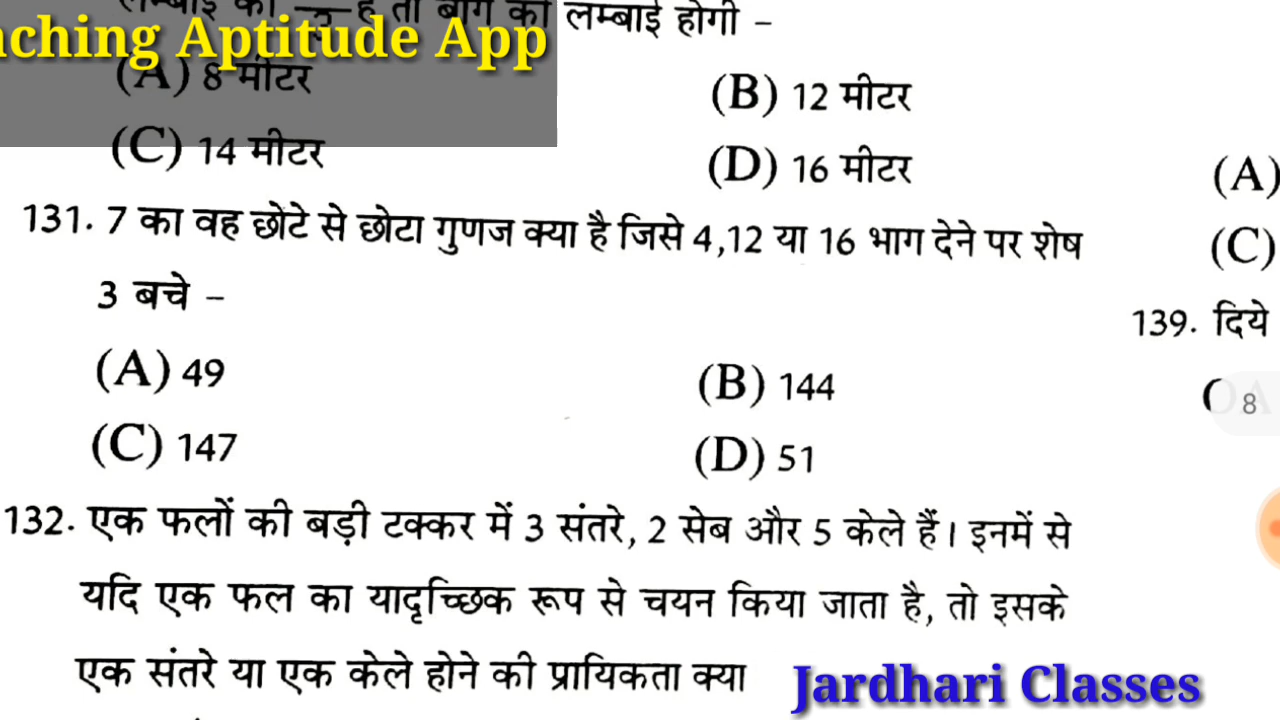 लम्बाई की है तो बाग की लम्बाई होगी –
aching Aptitude App
(A) 8 मीटर
(B) 12 मीटर
(C) 14 मीटर
(D) 16 मीटर
131. 7 का वह छोटे से छोटा गुणज क्या है जिसे 4,12 या 16 भाग देने पर शेष
3 बचे –
(A) 49
(B) 144
(C) 147
(D) 51
132. एक फलों की बड़ी टक्कर में 3 संतरे, 2 सेब और 5 केले हैं। इनमें से
यदि एक फल का यादृच्छिक रूप से चयन किया जाता है, तो इसके
एक संतरे या एक केले होने की प्रायिकता क्या
Jardhari Classes
(A)
(C)
139. दिये
8